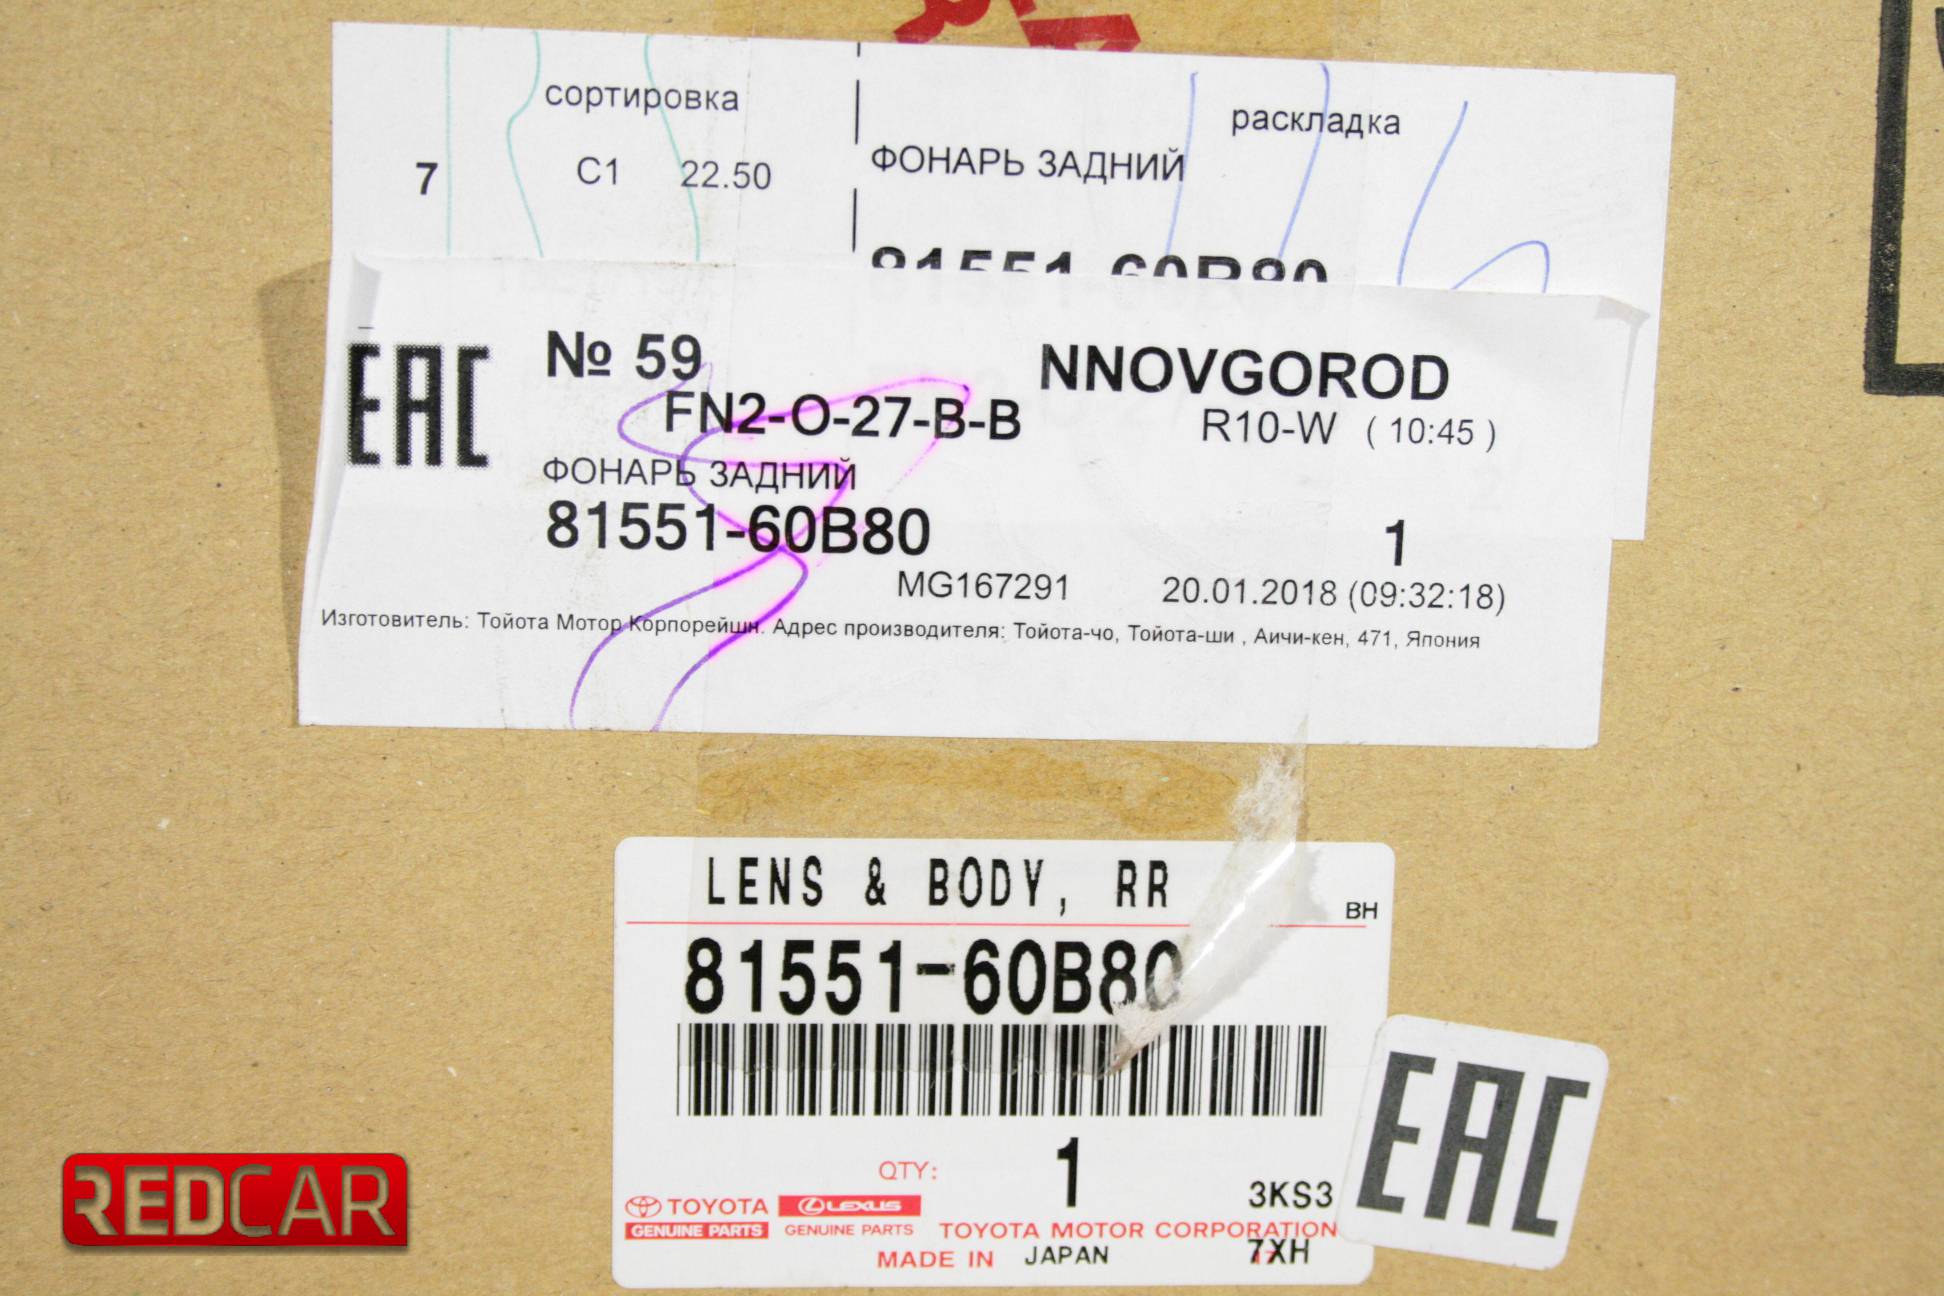 сортировка
раскладка
7 C1 22.50
ФОНАРЬ ЗАДНИЙ
81551-60B80
EAC
№ 59
NNOVGOROD
FN2-O-27-B-B
R10-W (10:45)
ФОНАРЬ ЗАДНИЙ
81551-60B80
1
MG167291
20.01.2018 (09:32:18)
Изготовитель: Тойота Мотор Корпорейшн. Адрес производителя: Тойота-чо, Тойота-ши , Аичи-кен, 471, Япония
LENS & BODY, RR
BH
81551-60B80
QTY: 1
3KS3
TOYOTA LEXUS
GENUINE PARTS GENUINE PARTS TOYOTA MOTOR CORPORATION
MADE IN JAPAN 7XH
EAC
REDCAR